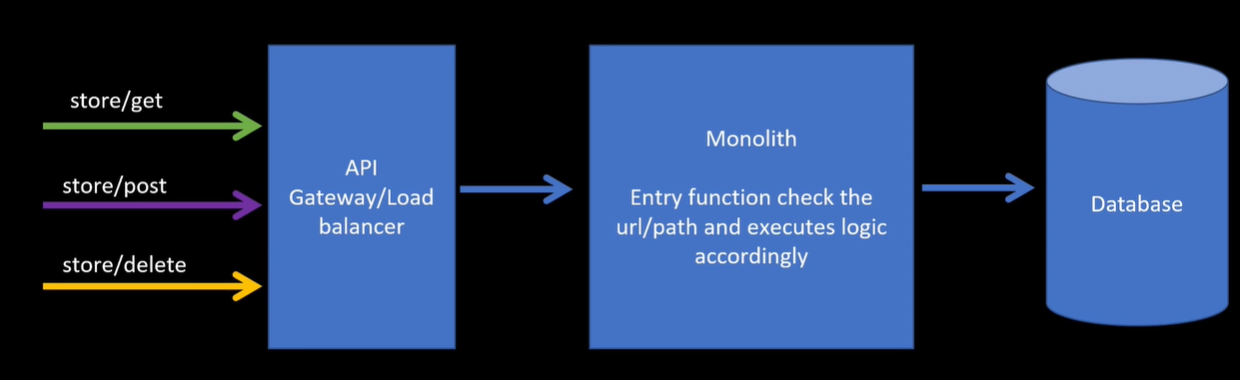 store/get
store/post
store/delete
API
Gateway/Load
balancer
Monolith
Entry function check the
url/path and executes logic
accordingly
Database